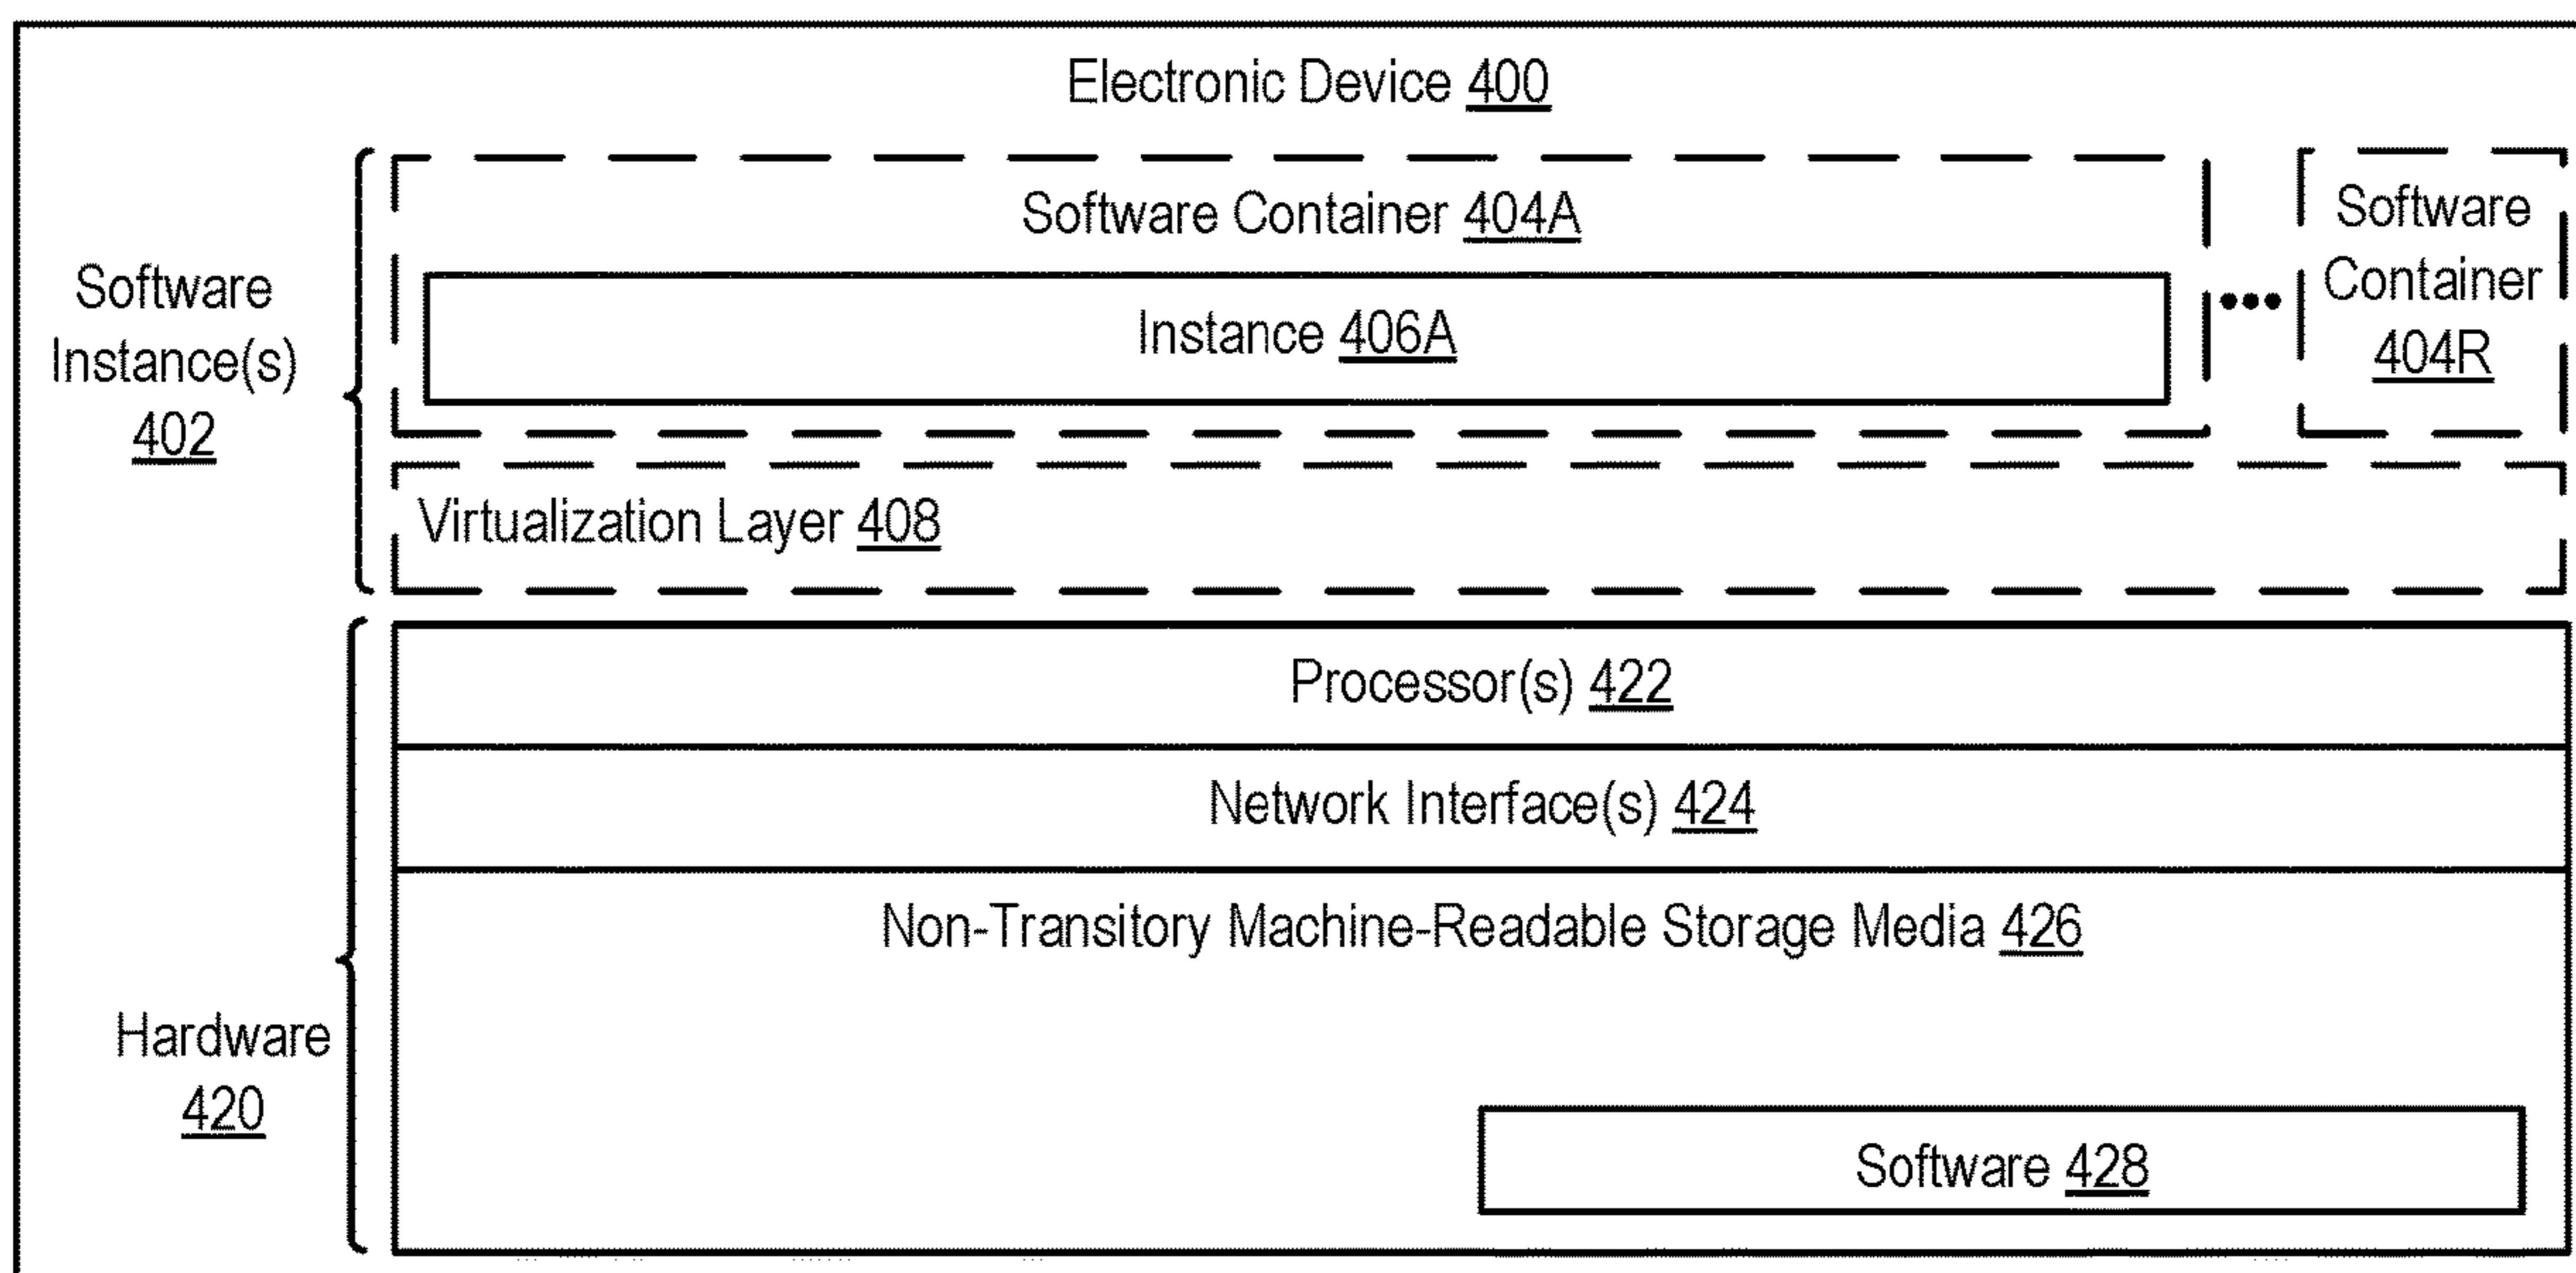 Electronic Device 400
Software Container 404A
Instance 406A
•••
Software
Container
404R
Software
Instance(s)
402
Virtualization Layer 408
Processor(s) 422
Network Interface(s) 424
Non-Transitory Machine-Readable Storage Media 426
Hardware
420
Software 428